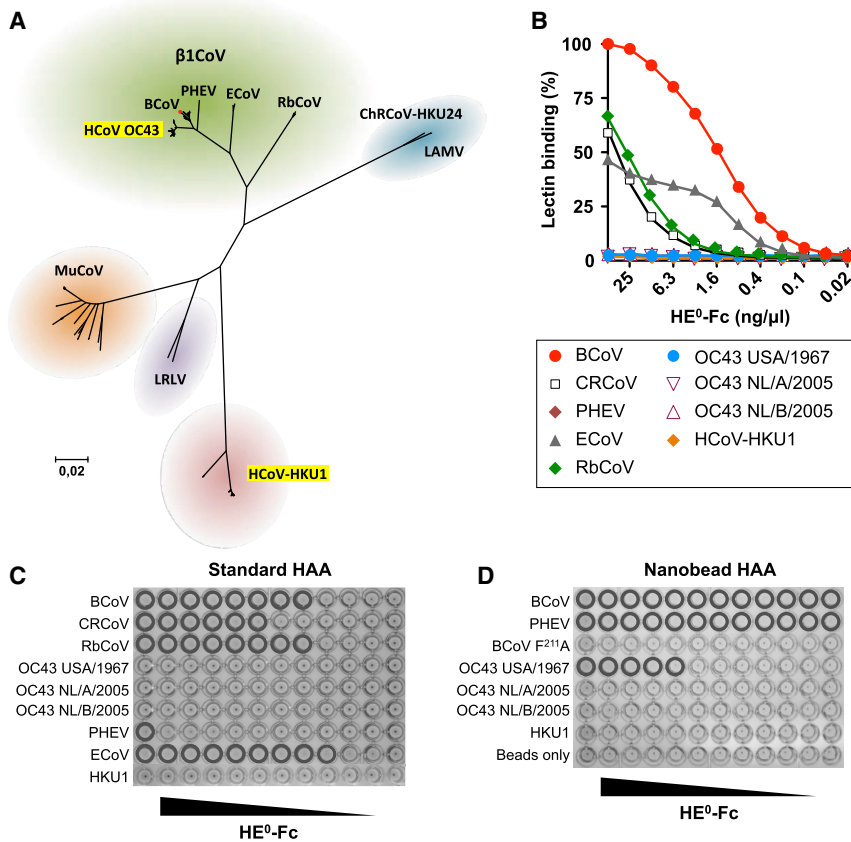 A
β1CoV
PHEV
ECoV
BCoV
RbCoV
HCoV OC43
ChRCoV-HKU24
LAMV
MuCoV
LRLV
0,02
HCoV-HKU1
B
Lectin binding (%)
100
75
50
25
0
25
6.3
1.6
0.4
0.1
0.02
HE⁰-Fc (ng/µl)
BCoV
CRCoV
PHEV
ECoV
RbCoV
OC43 USA/1967
OC43 NL/A/2005
OC43 NL/B/2005
HCoV-HKU1
C
Standard HAA
BCoV
CRCoV
RbCoV
OC43 USA/1967
OC43 NL/A/2005
OC43 NL/B/2005
PHEV
ECoV
HKU1
HE⁰-Fc
D
Nanobead HAA
BCoV
PHEV
BCoV F²¹¹A
OC43 USA/1967
OC43 NL/A/2005
OC43 NL/B/2005
HKU1
Beads only
HE⁰-Fc